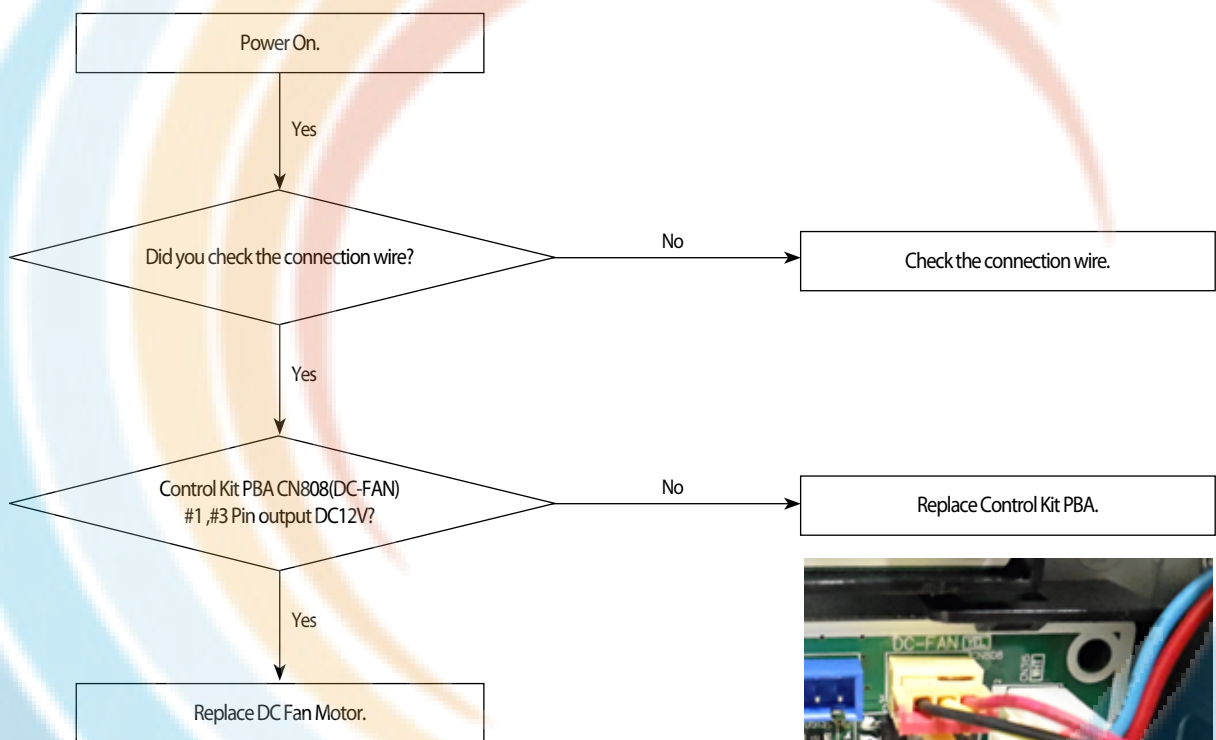 Power On.
Yes
Did you check the connection wire?
No
Check the connection wire.
Yes
Control Kit PBA CN808(DC-FAN)
#1 ,#3 Pin output DC12V?
No
Replace Control Kit PBA.
Yes
Replace DC Fan Motor.
DC-FAN YEL
CN808